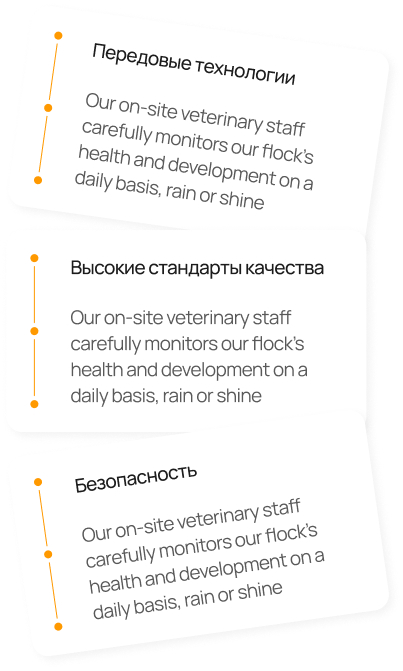 Передовые технологии
Our on-site veterinary staff
carefully monitors our flock's
health and development on a
daily basis, rain or shine
Высокие стандарты качества
Our on-site veterinary staff
carefully monitors our flock's
health and development on a
daily basis, rain or shine
Безопасность
Our on-site veterinary staff
carefully monitors our flock's
health and development on a
daily basis, rain or shine